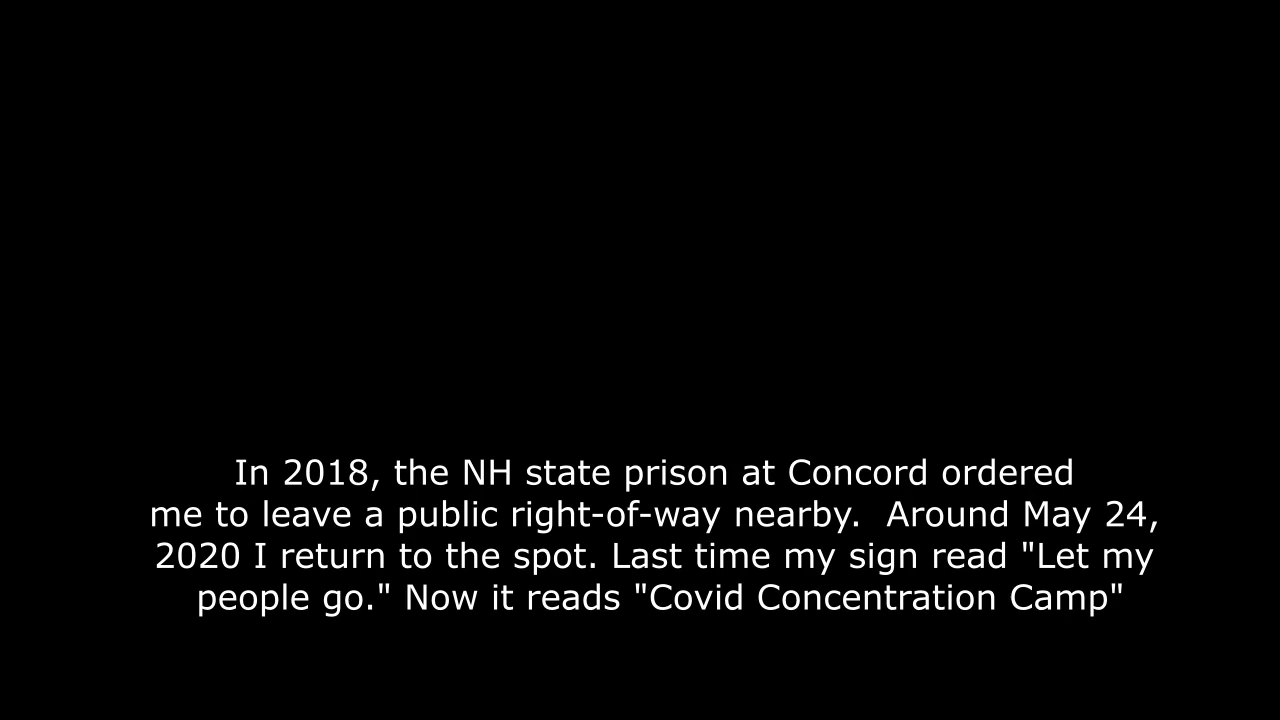 In 2018, the NH state prison at Concord ordered
me to leave a public right-of-way nearby.  Around May 24,
2020 I return to the spot. Last time my sign read "Let my
people go." Now it reads "Covid Concentration Camp"